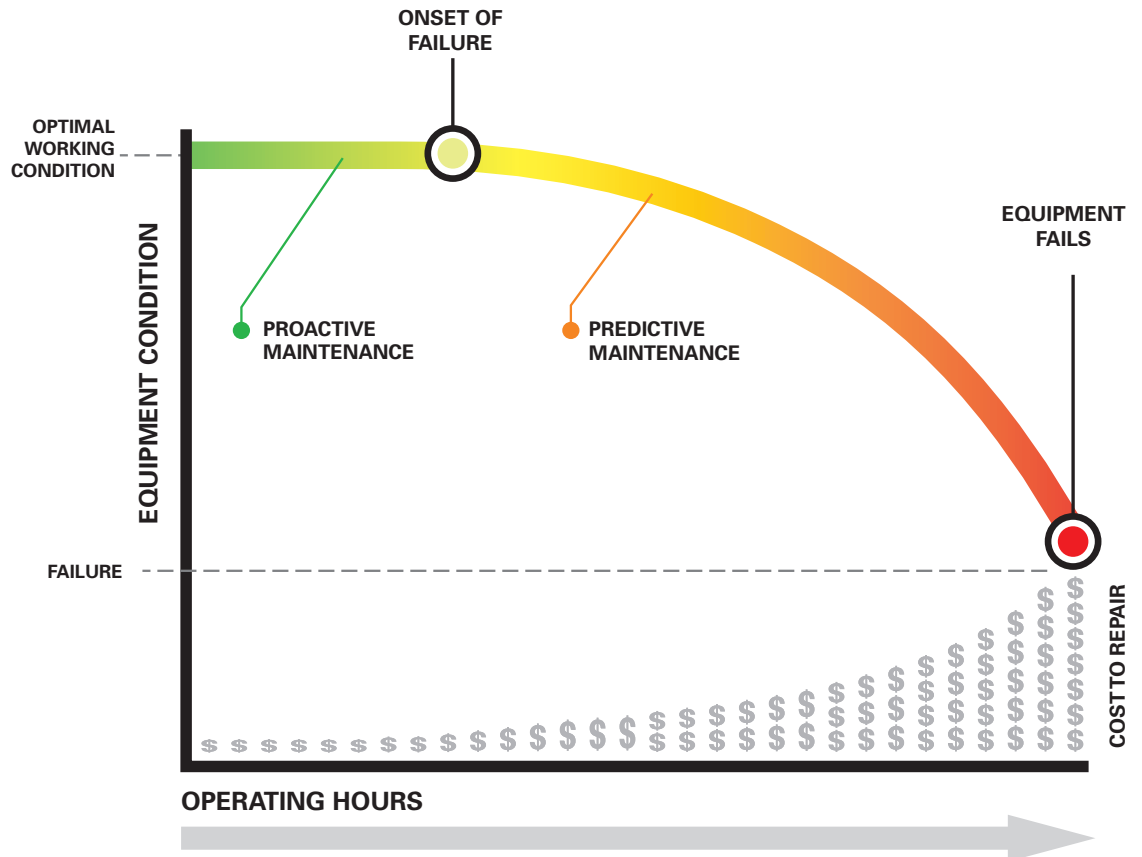 ONSET OF
FAILURE
OPTIMAL
WORKING
CONDITION
EQUIPMENT
FAILS
EQUIPMENT CONDITION
PROACTIVE
MAINTENANCE
PREDICTIVE
MAINTENANCE
FAILURE
COST TO REPAIR
$ $ $ $ $ $ $ $ $ $ $ $ $ $ $ $ $ $ $ $ $ $ $ $ $ $ $ $ $ $
OPERATING HOURS